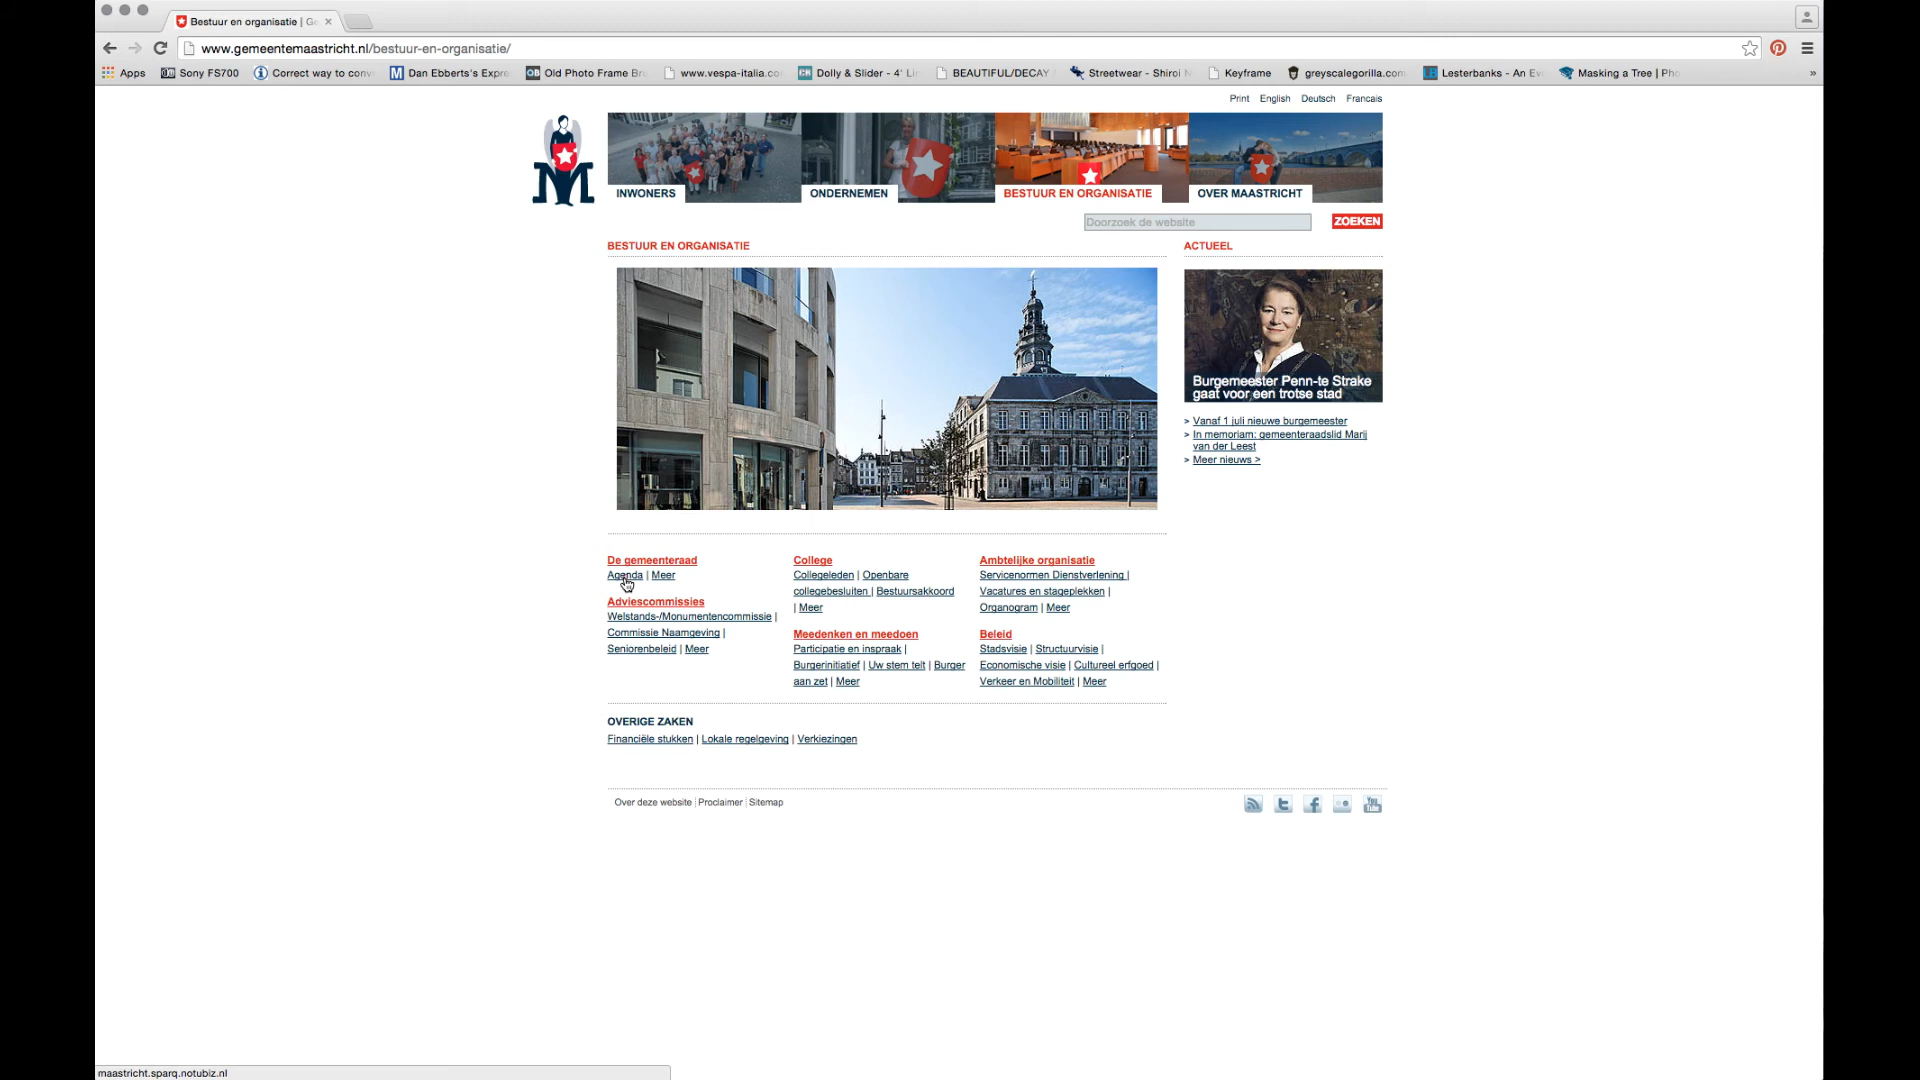 Bestuur en organisatie | Ge
www.gemeentemaastricht.nl/bestuur-en-organisatie/
Apps Sony FS700 Correct way to conv Dan Ebberts's Expre Old Photo Frame Br www.vespa-italia.co Dolly & Slider - 4' Li BEAUTIFUL/DECAY Streetwear - Shiroi N Keyframe greyscalegorilla.com Lesterbanks - An Ev Masking a Tree | Pho »
Print English Deutsch Francais
INWONERS ONDERNEMEN BESTUUR EN ORGANISATIE OVER MAASTRICHT
Doorzoek de website ZOEKEN
BESTUUR EN ORGANISATIE
ACTUEEL
Burgemeester Penn-te Strake
gaat voor een trotse stad
> Vanaf 1 juli nieuwe burgemeester
> In memoriam: gemeenteraadslid Marij
van der Leest
> Meer nieuws >
De gemeenteraad
Agenda | Meer
Adviescommissies
Welstands-/Monumentencommissie |
Commissie Naamgeving |
Seniorenbeleid | Meer
College
Collegeleden | Openbare
collegebesluiten | Bestuursakkoord
| Meer
Meedenken en meedoen
Participatie en inspraak |
Burgerinitiatief | Uw stem telt | Burger
aan zet | Meer
Ambtelijke organisatie
Servicenormen Dienstverlening |
Vacatures en stageplekken |
Organogram | Meer
Beleid
Stadsvisie | Structuurvisie |
Economische visie | Cultureel erfgoed |
Verkeer en Mobiliteit | Meer
OVERIGE ZAKEN
Financiële stukken | Lokale regelgeving | Verkiezingen
Over deze website Proclaimer Sitemap
maastricht.sparq.notubiz.nl